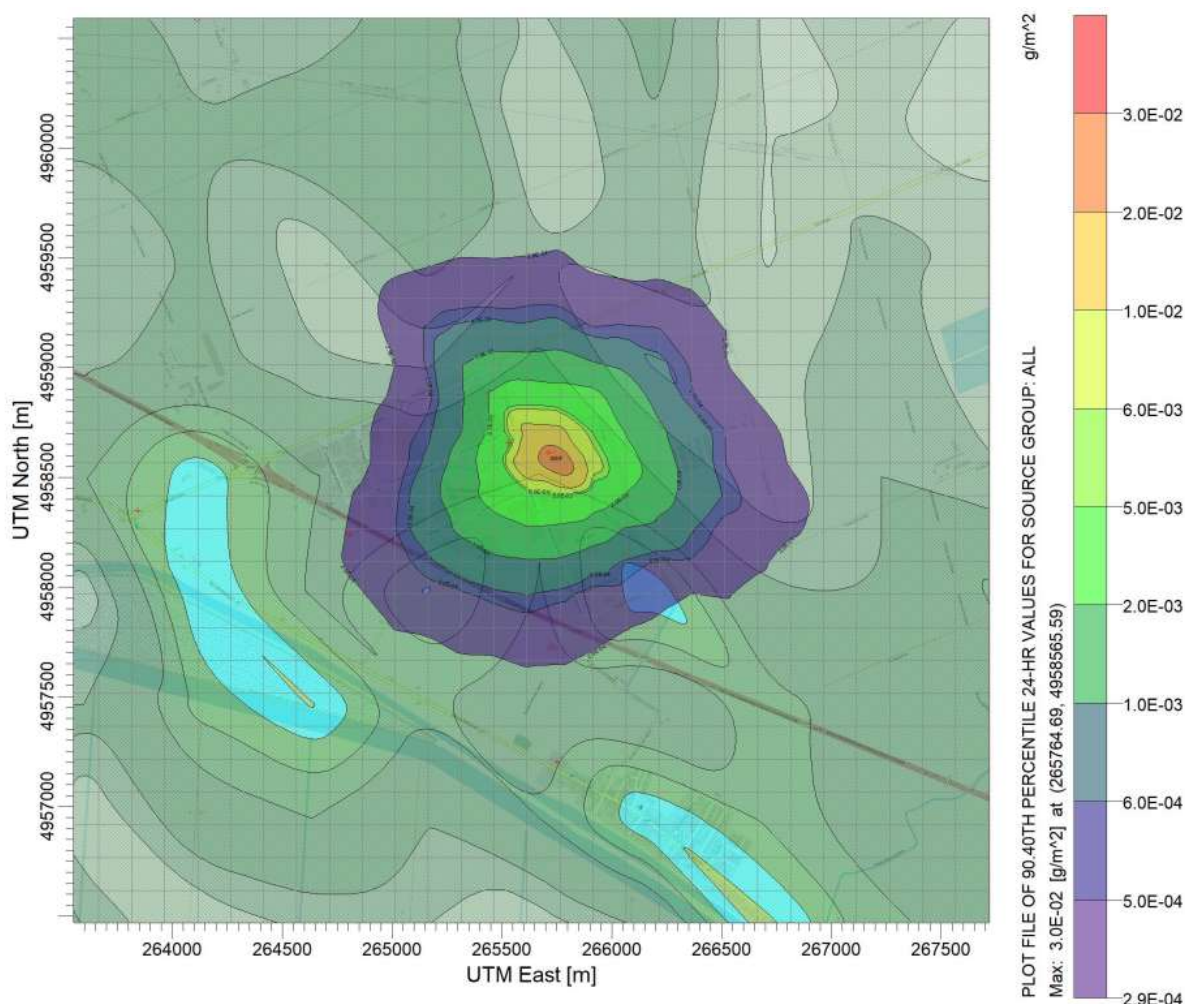 g/m^2
3.0E-02
2.0E-02
1.0E-02
6.0E-03
5.0E-03
2.0E-03
1.0E-03
6.0E-04
5.0E-04
2.9E-04
PLOT FILE OF 90.40TH PERCENTILE 24-HR VALUES FOR SOURCE GROUP: ALL
Max: 3.0E-02 [g/m^2] at (265764.69, 4958565.59)
UTM North [m]
4960000
4959500
4959000
4958500
4958000
4957500
4957000
264000 264500 265000 265500 266000 266500 267000 267500
UTM East [m]